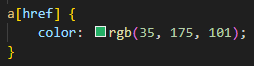 a[href] {
    color: rgb(35, 175, 101);
}